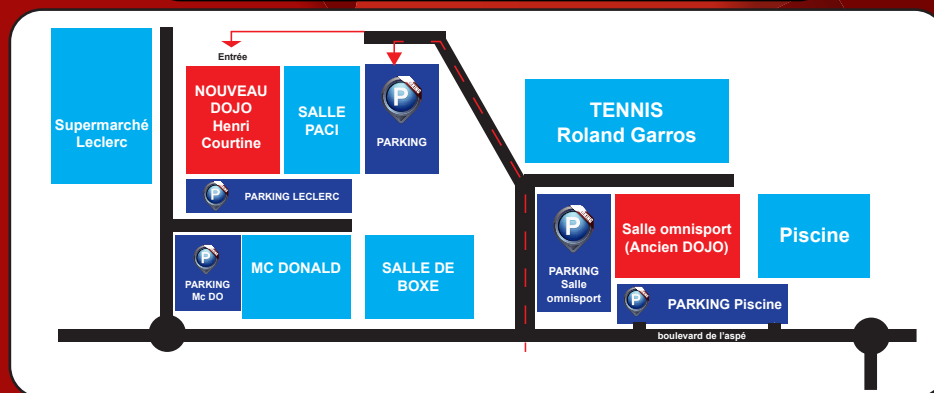 Entrée
Supermarché
Leclerc
NOUVEAU
DOJO
Henri
Courtine
SALLE
PACI
P
PARKING
TENNIS
Roland Garros
P
PARKING LECLERC
P
PARKING
Mc DO
MC DONALD
SALLE DE
BOXE
P
PARKING
Salle
omnisport
Salle omnisport
(Ancien DOJO)
Piscine
P
PARKING Piscine
boulevard de l'aspé